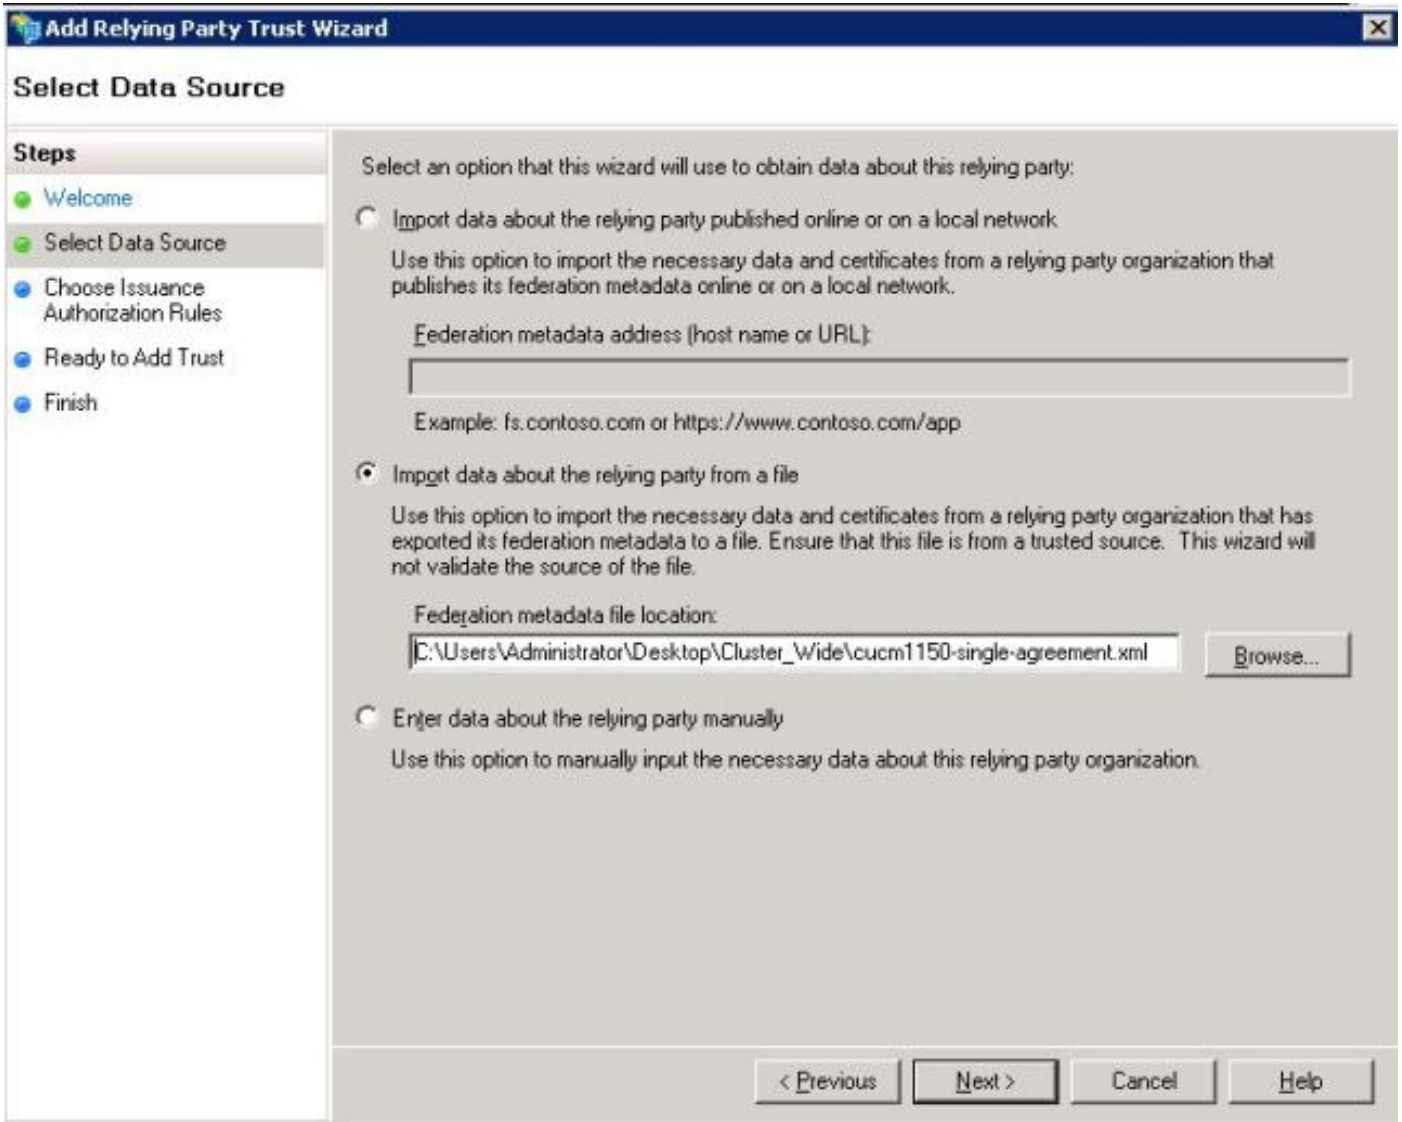 Add Relying Party Trust Wizard
Select Data Source
Steps
Welcome
Select Data Source
Choose Issuance
Authorization Rules
Ready to Add Trust
Finish
Select an option that this wizard will use to obtain data about this relying party:
Import data about the relying party published online or on a local network
Use this option to import the necessary data and certificates from a relying party organization that
publishes its federation metadata online or on a local network.
Federation metadata address (host name or URL):
Example: fs.contoso.com or https://www.contoso.com/app
Import data about the relying party from a file
Use this option to import the necessary data and certificates from a relying party organization that has
exported its federation metadata to a file. Ensure that this file is from a trusted source. This wizard will
not validate the source of the file.
Federation metadata file location:
C:\Users\Administrator\Desktop\Cluster_Wide\cucm1150-single-agreement.xml
Browse...
Enter data about the relying party manually
Use this option to manually input the necessary data about this relying party organization.
< Previous
Next >
Cancel
Help